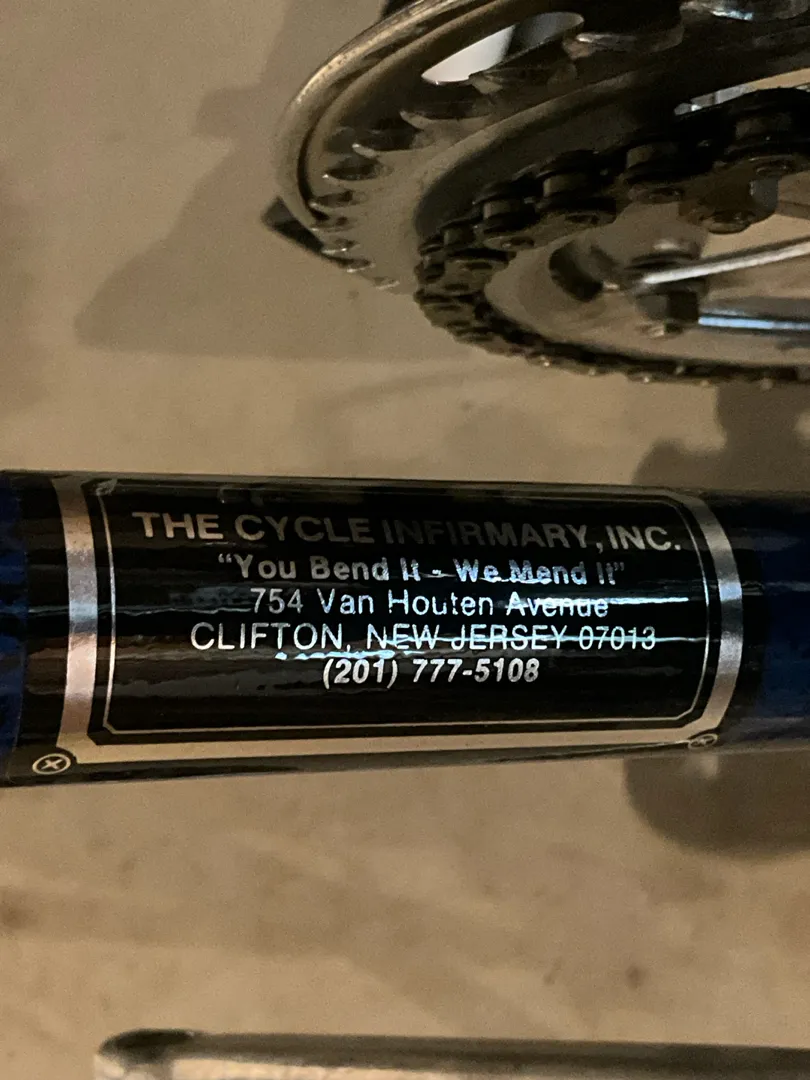 THE CYCLE INFIRMARY, INC.
“You Bend It - We Mend It”
754 Van Houten Avenue
CLIFTON, NEW JERSEY 07013
(201) 777-5108